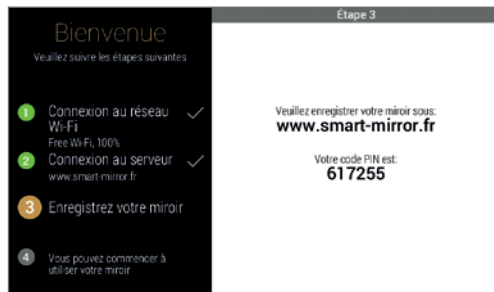 Bienvenue
Veuillez suivre les étapes suivantes
1 Connexion au réseau
Wi-Fi
Free Wi-Fi, 100%
2 Connexion au serveur
www.smart-mirror.fr
3 Enregistrez votre miroir
4 Vous pouvez commencer à
utiliser votre miroir
Étape 3
Veuillez enregistrer votre miroir sous:
www.smart-mirror.fr
Votre code PIN est:
617255